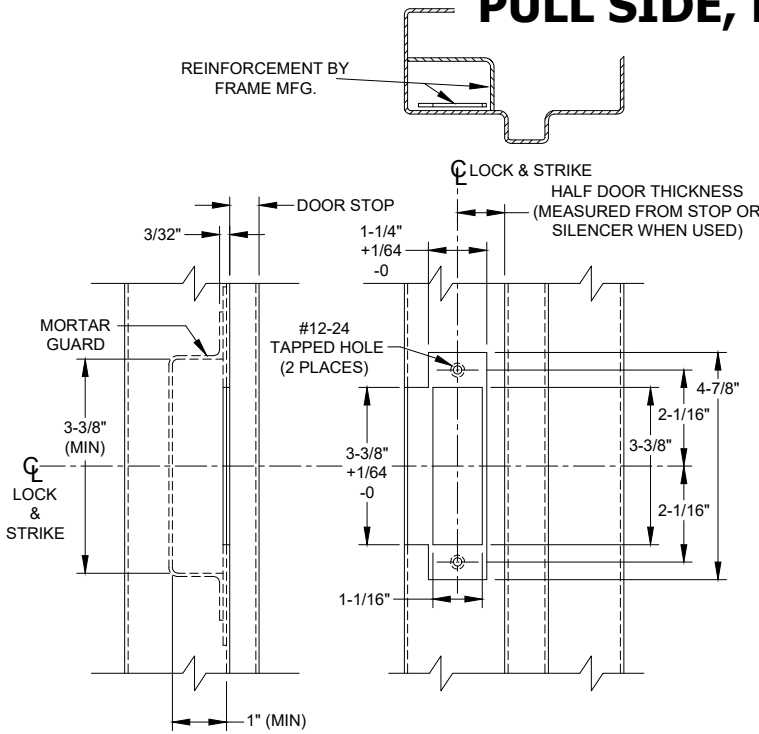 PULL SIDE,
REINFORCEMENT BY
FRAME MFG.
℄ LOCK & STRIKE
HALF DOOR THICKNESS
(MEASURED FROM STOP OR
SILENCER WHEN USED)
DOOR STOP
3/32"
1-1/4"
+1/64
-0
MORTAR
GUARD
#12-24
TAPPED HOLE
(2 PLACES)
4-7/8"
2-1/16"
3-3/8"
(MIN)
3-3/8"
+1/64
-0
3-3/8"
℄
LOCK
&
STRIKE
2-1/16"
1-1/16"
1" (MIN)